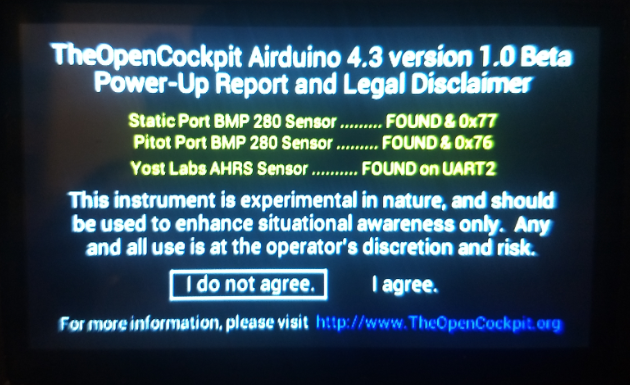 TheOpenCockpit Airduino 4.3 version 1.0 Beta
Power-Up Report and Legal Disclaimer
Static Port BMP 280 Sensor ......... FOUND & 0x77
Pitot Port BMP 280 Sensor ......... FOUND & 0x76
Yost Labs AHRS Sensor .......... FOUND on UART2
This instrument is experimental in nature, and should
be used to enhance situational awareness only. Any
and all use is at the operator's discretion and risk.
I do not agree. I agree.
For more information, please visit http://www.TheOpenCockpit.org